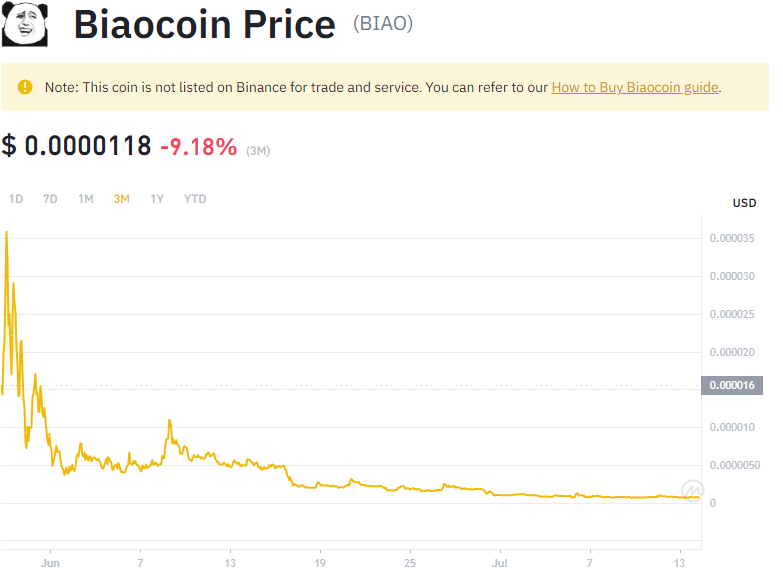 Biaocoin Price (BIAO)
Note: This coin is not listed on Binance for trade and service. You can refer to our How to Buy Biaocoin guide.
$ 0.0000118 -9.18% (3M)
1D 7D 1M 3M 1Y YTD
USD
0.000035
0.000030
0.000025
0.000020
0.000016
0.000010
0.0000050
0
Jun 7 13 19 25 Jul 7 13